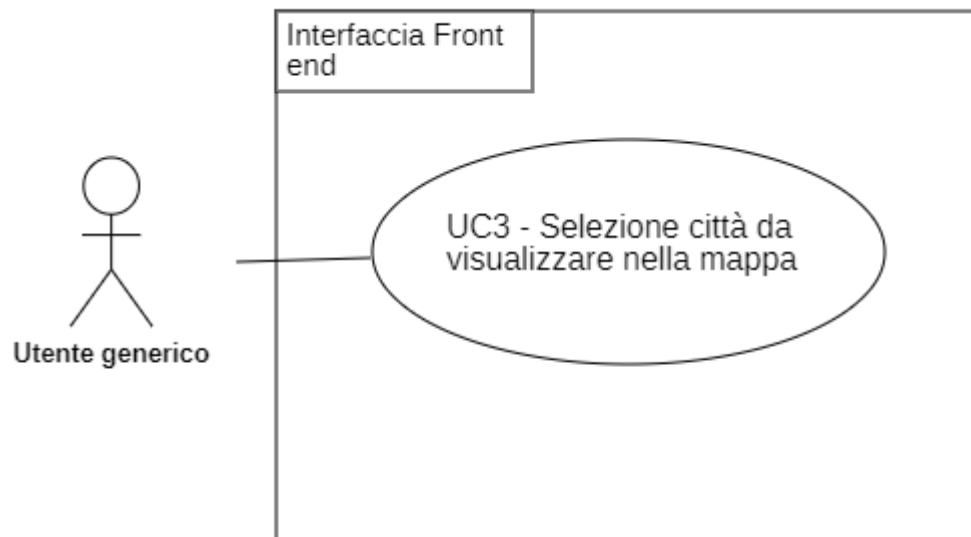 Interfaccia Front
end
UC3 - Selezione città da
visualizzare nella mappa
Utente generico